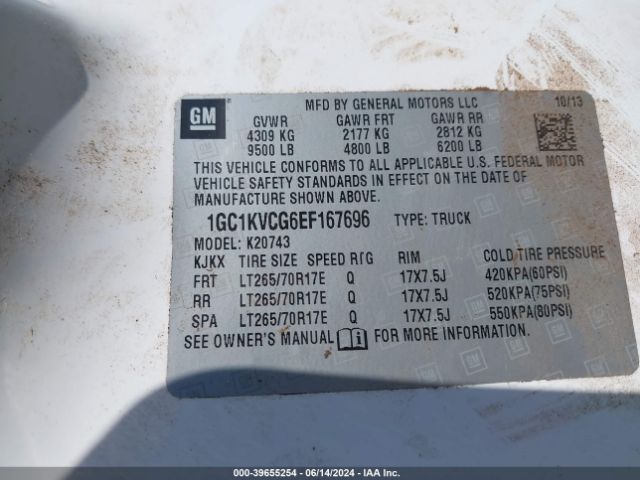 GM
MFD BY GENERAL MOTORS LLC 10/13
GVWR GAWR FRT GAWR RR
4309 KG 2177 KG 2812 KG
9500 LB 4800 LB 6200 LB
THIS VEHICLE CONFORMS TO ALL APPLICABLE U.S. FEDERAL MOTOR
VEHICLE SAFETY STANDARDS IN EFFECT ON THE DATE OF
MANUFACTURE SHOWN ABOVE.
1GC1KVCG6EF167696 TYPE: TRUCK
MODEL: K20743
KJKX TIRE SIZE SPEED RTG RIM COLD TIRE PRESSURE
FRT LT265/70R17E Q 17X7.5J 420KPA(60PSI)
RR LT265/70R17E Q 17X7.5J 520KPA(75PSI)
SPA LT265/70R17E Q 17X7.5J 550KPA(80PSI)
SEE OWNER'S MANUAL FOR MORE INFORMATION.
000-39655254 | 06/14/2024 | IAA Inc.